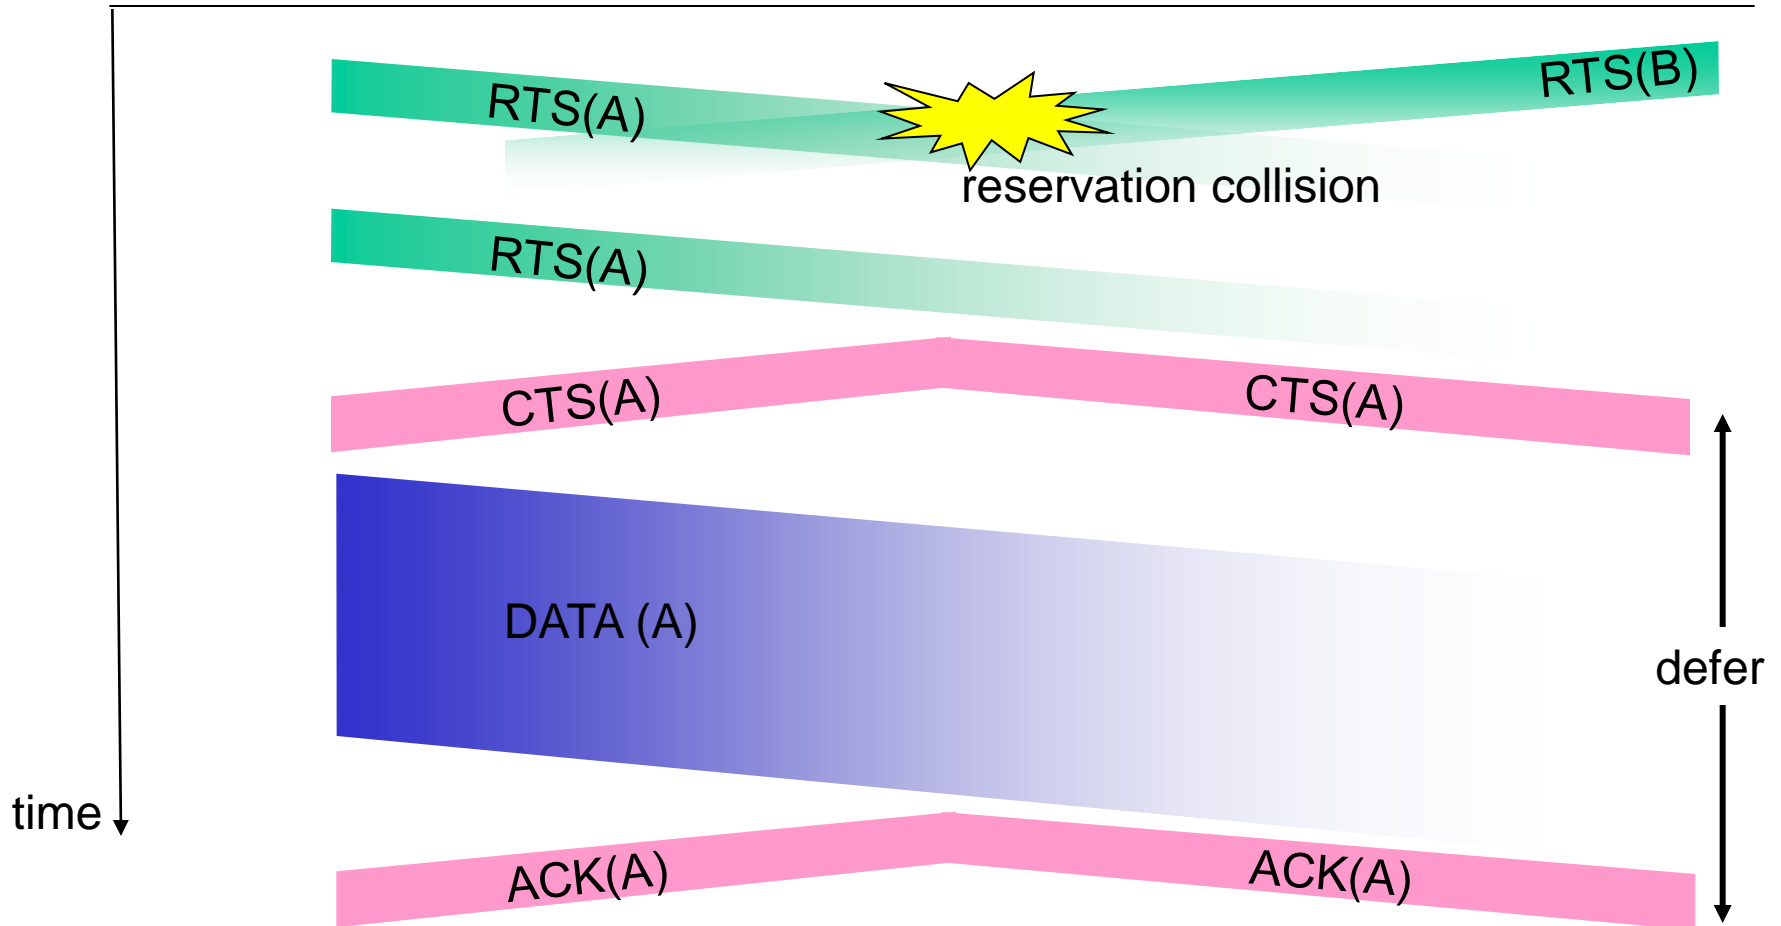 RTS(A)
RTS(B)
reservation collision
RTS(A)
CTS(A)
CTS(A)
DATA (A)
defer
time
ACK(A)
ACK(A)